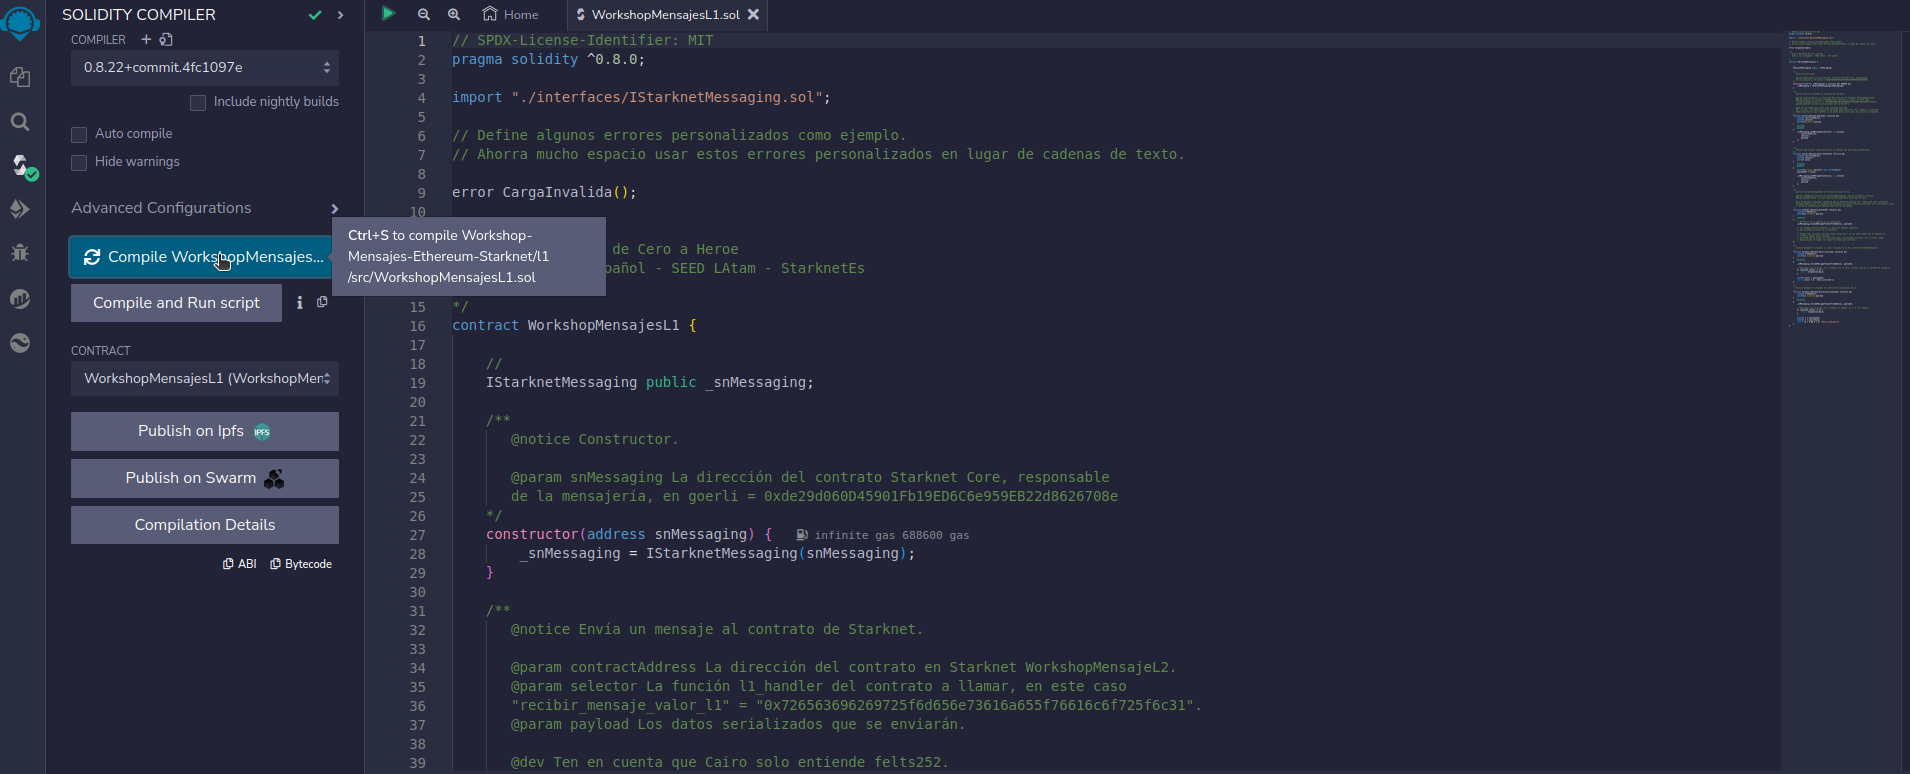 SOLIDITY COMPILER
COMPILER
0.8.22+commit.4fc1097e
Include nightly builds
Auto compile
Hide warnings
Advanced Configurations
Compile WorkshopMensajes...
Compile and Run script
CONTRACT
WorkshopMensajesL1 (WorkshopMen
Publish on Ipfs IPFS
Publish on Swarm
Compilation Details
ABI Bytecode
Ctrl+S to compile Workshop-
Mensajes-Ethereum-Starknet/l1
/src/WorkshopMensajesL1.sol
Home WorkshopMensajesL1.sol
1 // SPDX-License-Identifier: MIT
2 pragma solidity ^0.8.0;
3
4 import "./interfaces/IStarknetMessaging.sol";
5
6 // Define algunos errores personalizados como ejemplo.
7 // Ahorra mucho espacio usar estos errores personalizados en lugar de cadenas de texto.
8
9 error CargaInvalida();
10
de Cero a Heroe
pañol - SEED LAtam - StarknetEs
15 */
16 contract WorkshopMensajesL1 {
17
18 //
19 IStarknetMessaging public _snMessaging;
20
21 /**
22 @notice Constructor.
23
24 @param snMessaging La dirección del contrato Starknet Core, responsable
25 de la mensajería, en goerli = 0xde29d060D45901Fb19ED6C6e959EB22d8626708e
26 */
27 constructor(address snMessaging) { infinite gas 688600 gas
28 _snMessaging = IStarknetMessaging(snMessaging);
29 }
30
31 /**
32 @notice Envía un mensaje al contrato de Starknet.
33
34 @param contractAddress La dirección del contrato en Starknet WorkshopMensajeL2.
35 @param selector La función l1_handler del contrato a llamar, en este caso
36 "recibir_mensaje_valor_l1" = "0x726563696269725f6d656e73616a655f76616c6f725f6c31".
37 @param payload Los datos serializados que se enviarán.
38
39 @dev Ten en cuenta que Cairo solo entiende felts252.